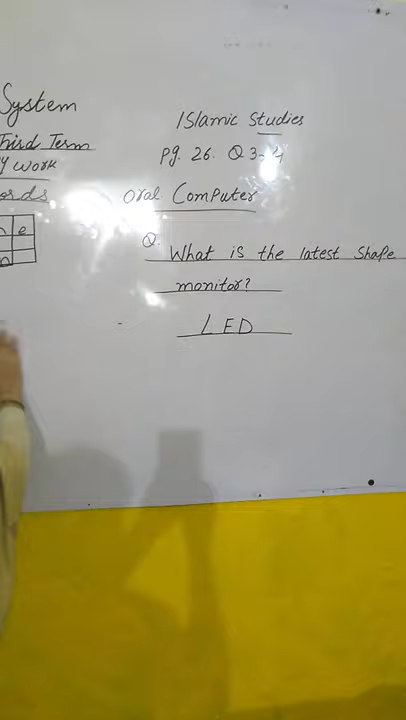 System
Third Term
y work
ords
e
Islamic Studies
Pg. 26. Q 3-4
Oral Computer
Q. What is the latest shape
monitor?
LED